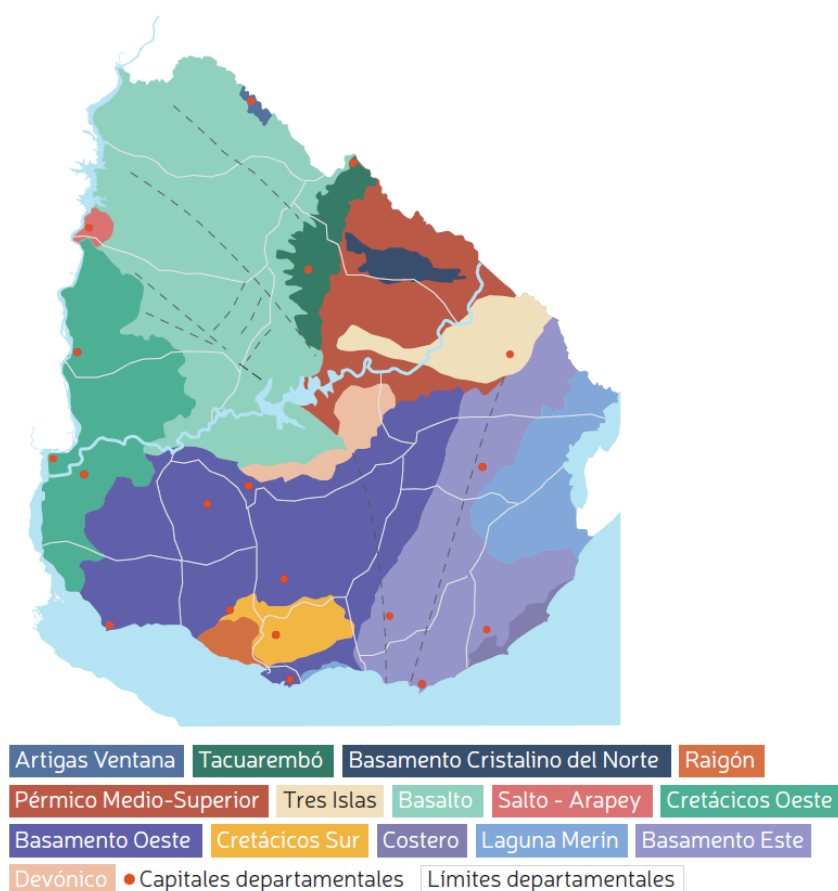 Artigas Ventana Tacuarembó Basamento Cristalino del Norte Raigón
Pérmico Medio-Superior Tres Islas Basalto Salto - Arapey Cretácicos Oeste
Basamento Oeste Cretácicos Sur Costero Laguna Merín Basamento Este
Devónico Capitales departamentales Límites departamentales